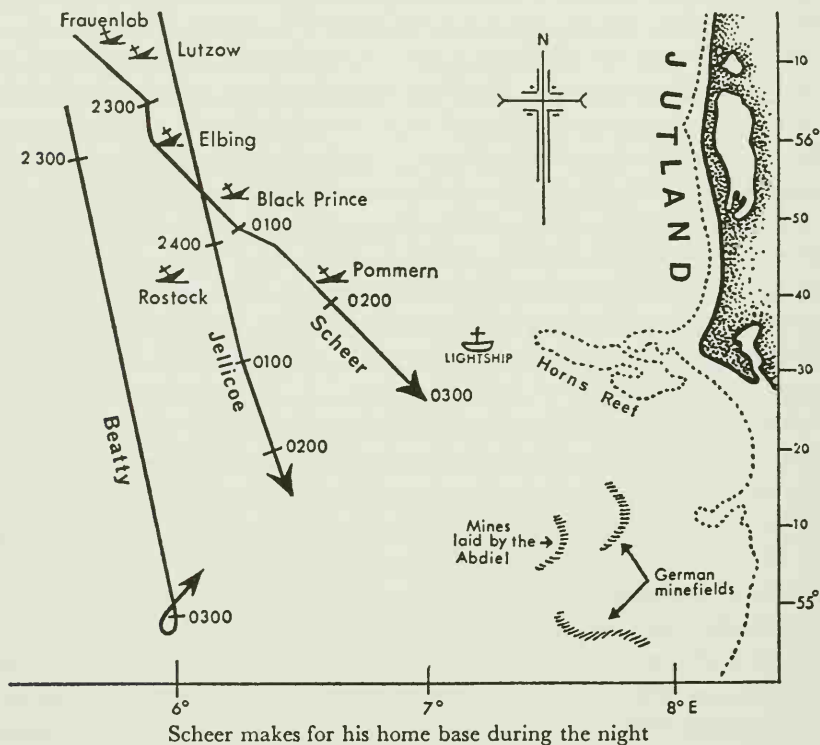 Frauenlob
Lutzow
2300
Elbing
2300
Black Prince
0100
2400
Rostock
Pommern
0200
Scheer
Jellicoe
0100
0300
Beatty
0200
0300
N
JUTLAND
LIGHTSHIP
Horns Reef
Mines
laid by the
Abdiel
German
minefields
10
56°
50
40
30
20
10
55°
6°
7°
8° E
Scheer makes for his home base during the night